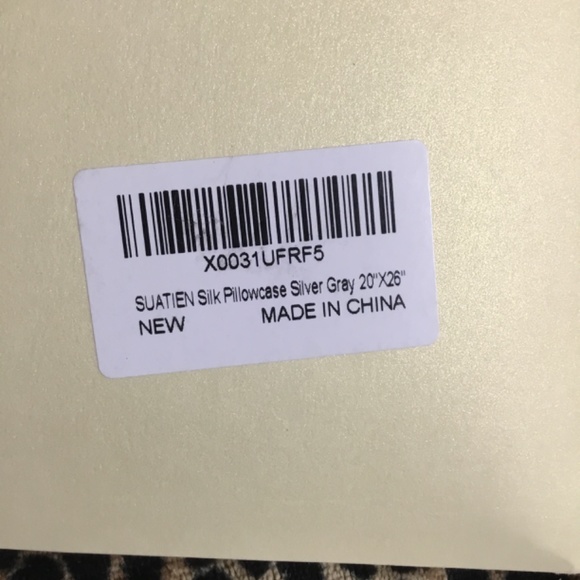 X0031UFRF5
SUATIEN Silk Pillowcase Silver Gray 20"X26"
NEW MADE IN CHINA